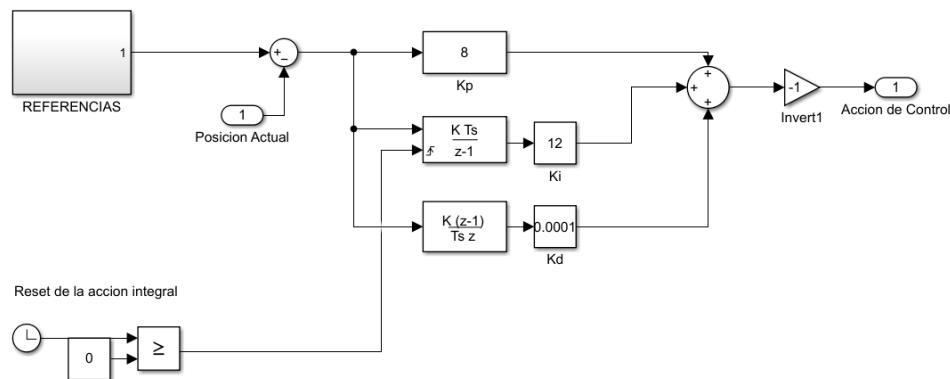 1
REFERENCIAS
+
−
1
Posicion Actual
8
Kp
K Ts
z-1
12
Ki
K (z-1)
Ts z
0.0001
Kd
+
+
+
-1
Invert1
1
Accion de Control
Reset de la accion integral
0
≥